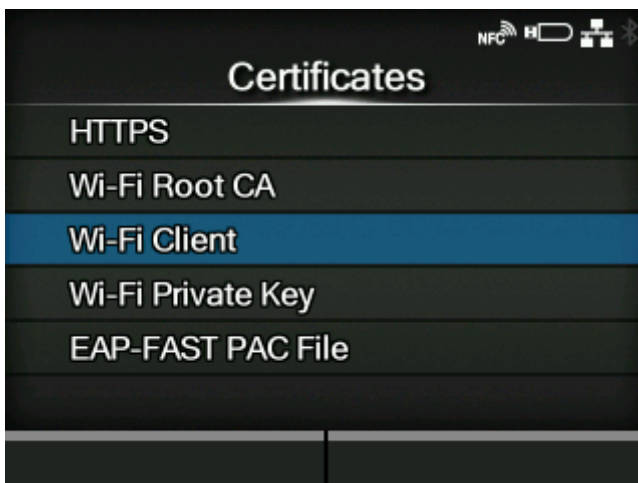 NFC
Certificates
HTTPS
Wi-Fi Root CA
Wi-Fi Client
Wi-Fi Private Key
EAP-FAST PAC File